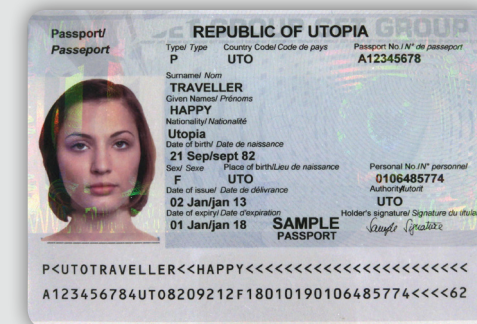 Passport/ REPUBLIC OF UTOPIA
Passeport Type/ Type Country Code/ Code de pays Passport No./ N° de passeport
P UTO A12345678
Surname/ Nom
TRAVELLER
Given Names/ Prénoms
HAPPY
Nationality/ Nationalité
Utopia
Date of birth/ Date de naissance
21 Sep/sept 82
Sex/ Sexe Place of birth/Lieu de naissance Personal No./N° personnel
F UTO 0106485774
Date of issue/ Date de délivrance Authority/
02 Jan/jan 13 UTO
Date of expiry/ Date d'expiration Holder's signature/ Signature du titulai
01 Jan/jan 18 SAMPLE Sample Signature
PASSPORT
P<UTOTRAVELLER<<HAPPY<<<<<<<<<<<<<<<<<<<<<<<
A123456784UTO8209212F18010190106485774<<<<62